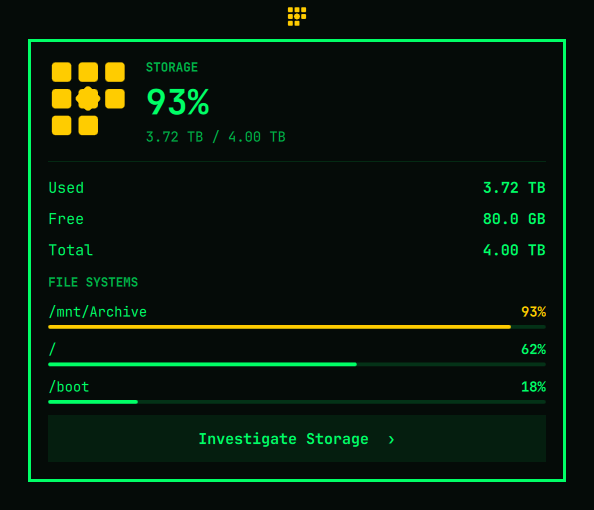 STORAGE
93%
3.72 TB / 4.00 TB
Used 3.72 TB
Free 80.0 GB
Total 4.00 TB
FILE SYSTEMS
/mnt/Archive 93%
/ 62%
/boot 18%
Investigate Storage ›